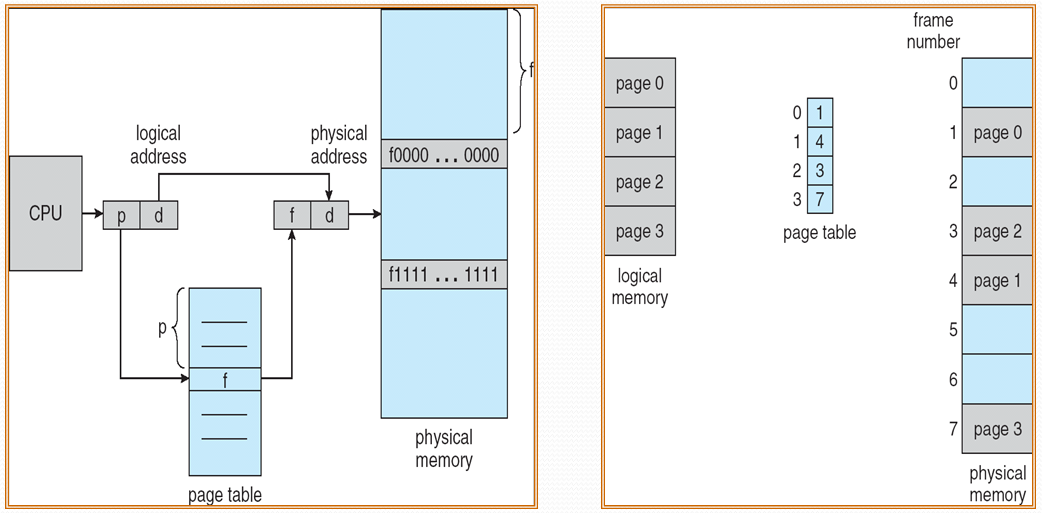 logical
address
physical
address
f
f0000 ... 0000
CPU
p
d
f
d
f1111 ... 1111
p
f
page table
physical
memory
frame
number
page 0
page 1
page 2
page 3
logical
memory
0 1
1 4
2 3
3 7
page table
0
1 page 0
2
3 page 2
4 page 1
5
6
7 page 3
physical
memory